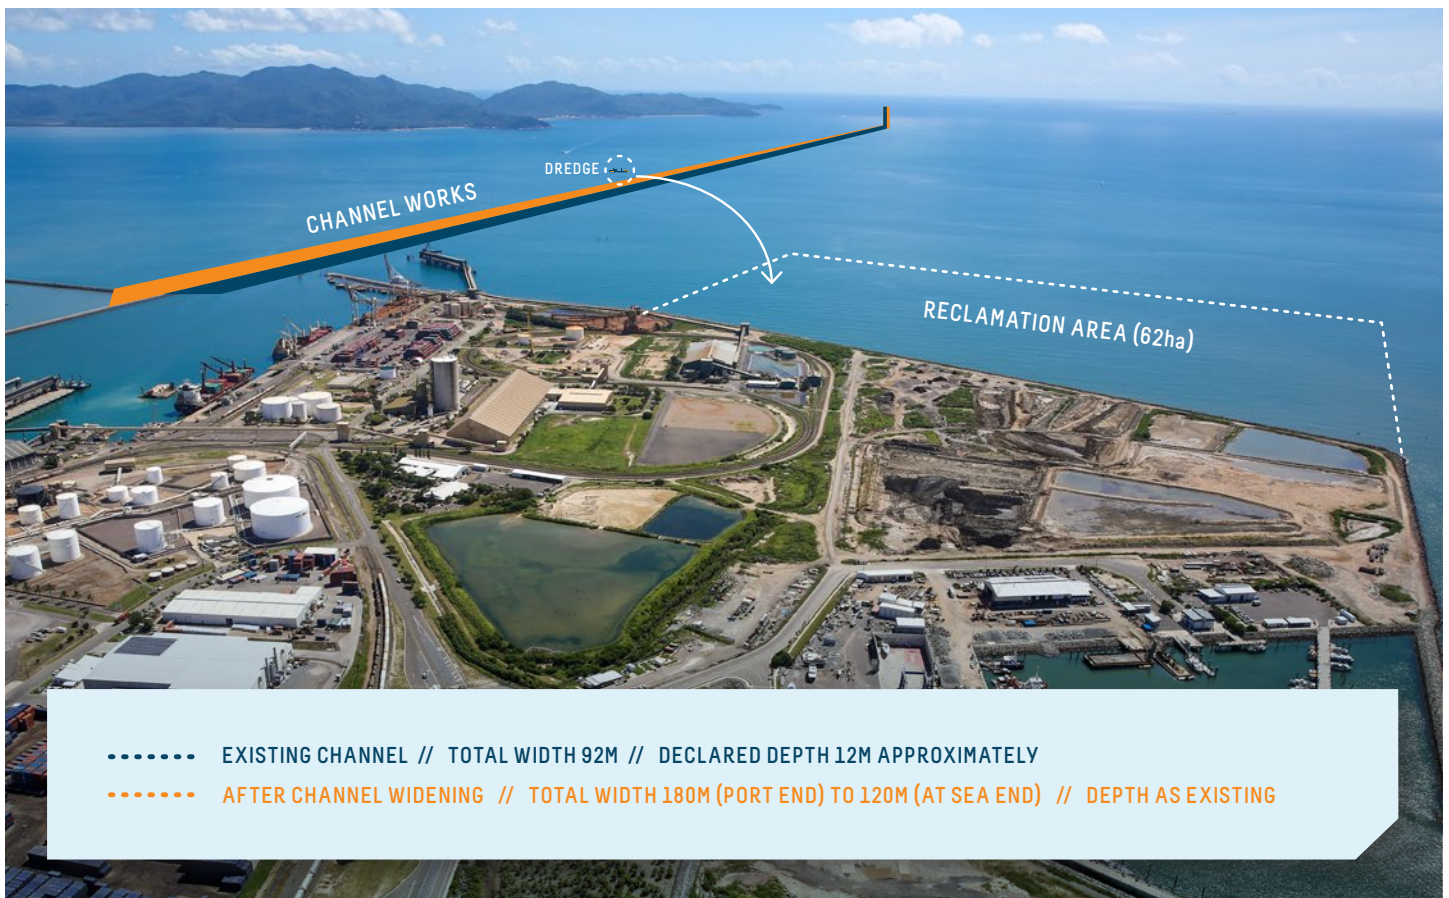 DREDGE
CHANNEL WORKS
RECLAMATION AREA (62ha)
EXISTING CHANNEL // TOTAL WIDTH 92M // DECLARED DEPTH 12M APPROXIMATELY
AFTER CHANNEL WIDENING // TOTAL WIDTH 180M (PORT END) TO 120M (AT SEA END) // DEPTH AS EXISTING